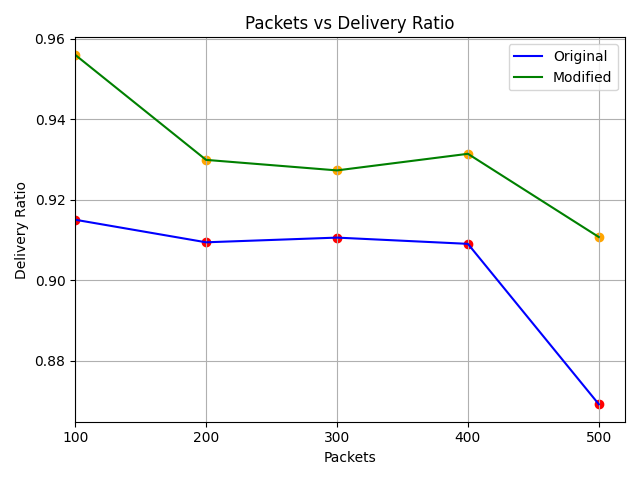 Packets vs Delivery Ratio
Original
Modified
Delivery Ratio
0.96
0.94
0.92
0.90
0.88
100 200 300 400 500
Packets